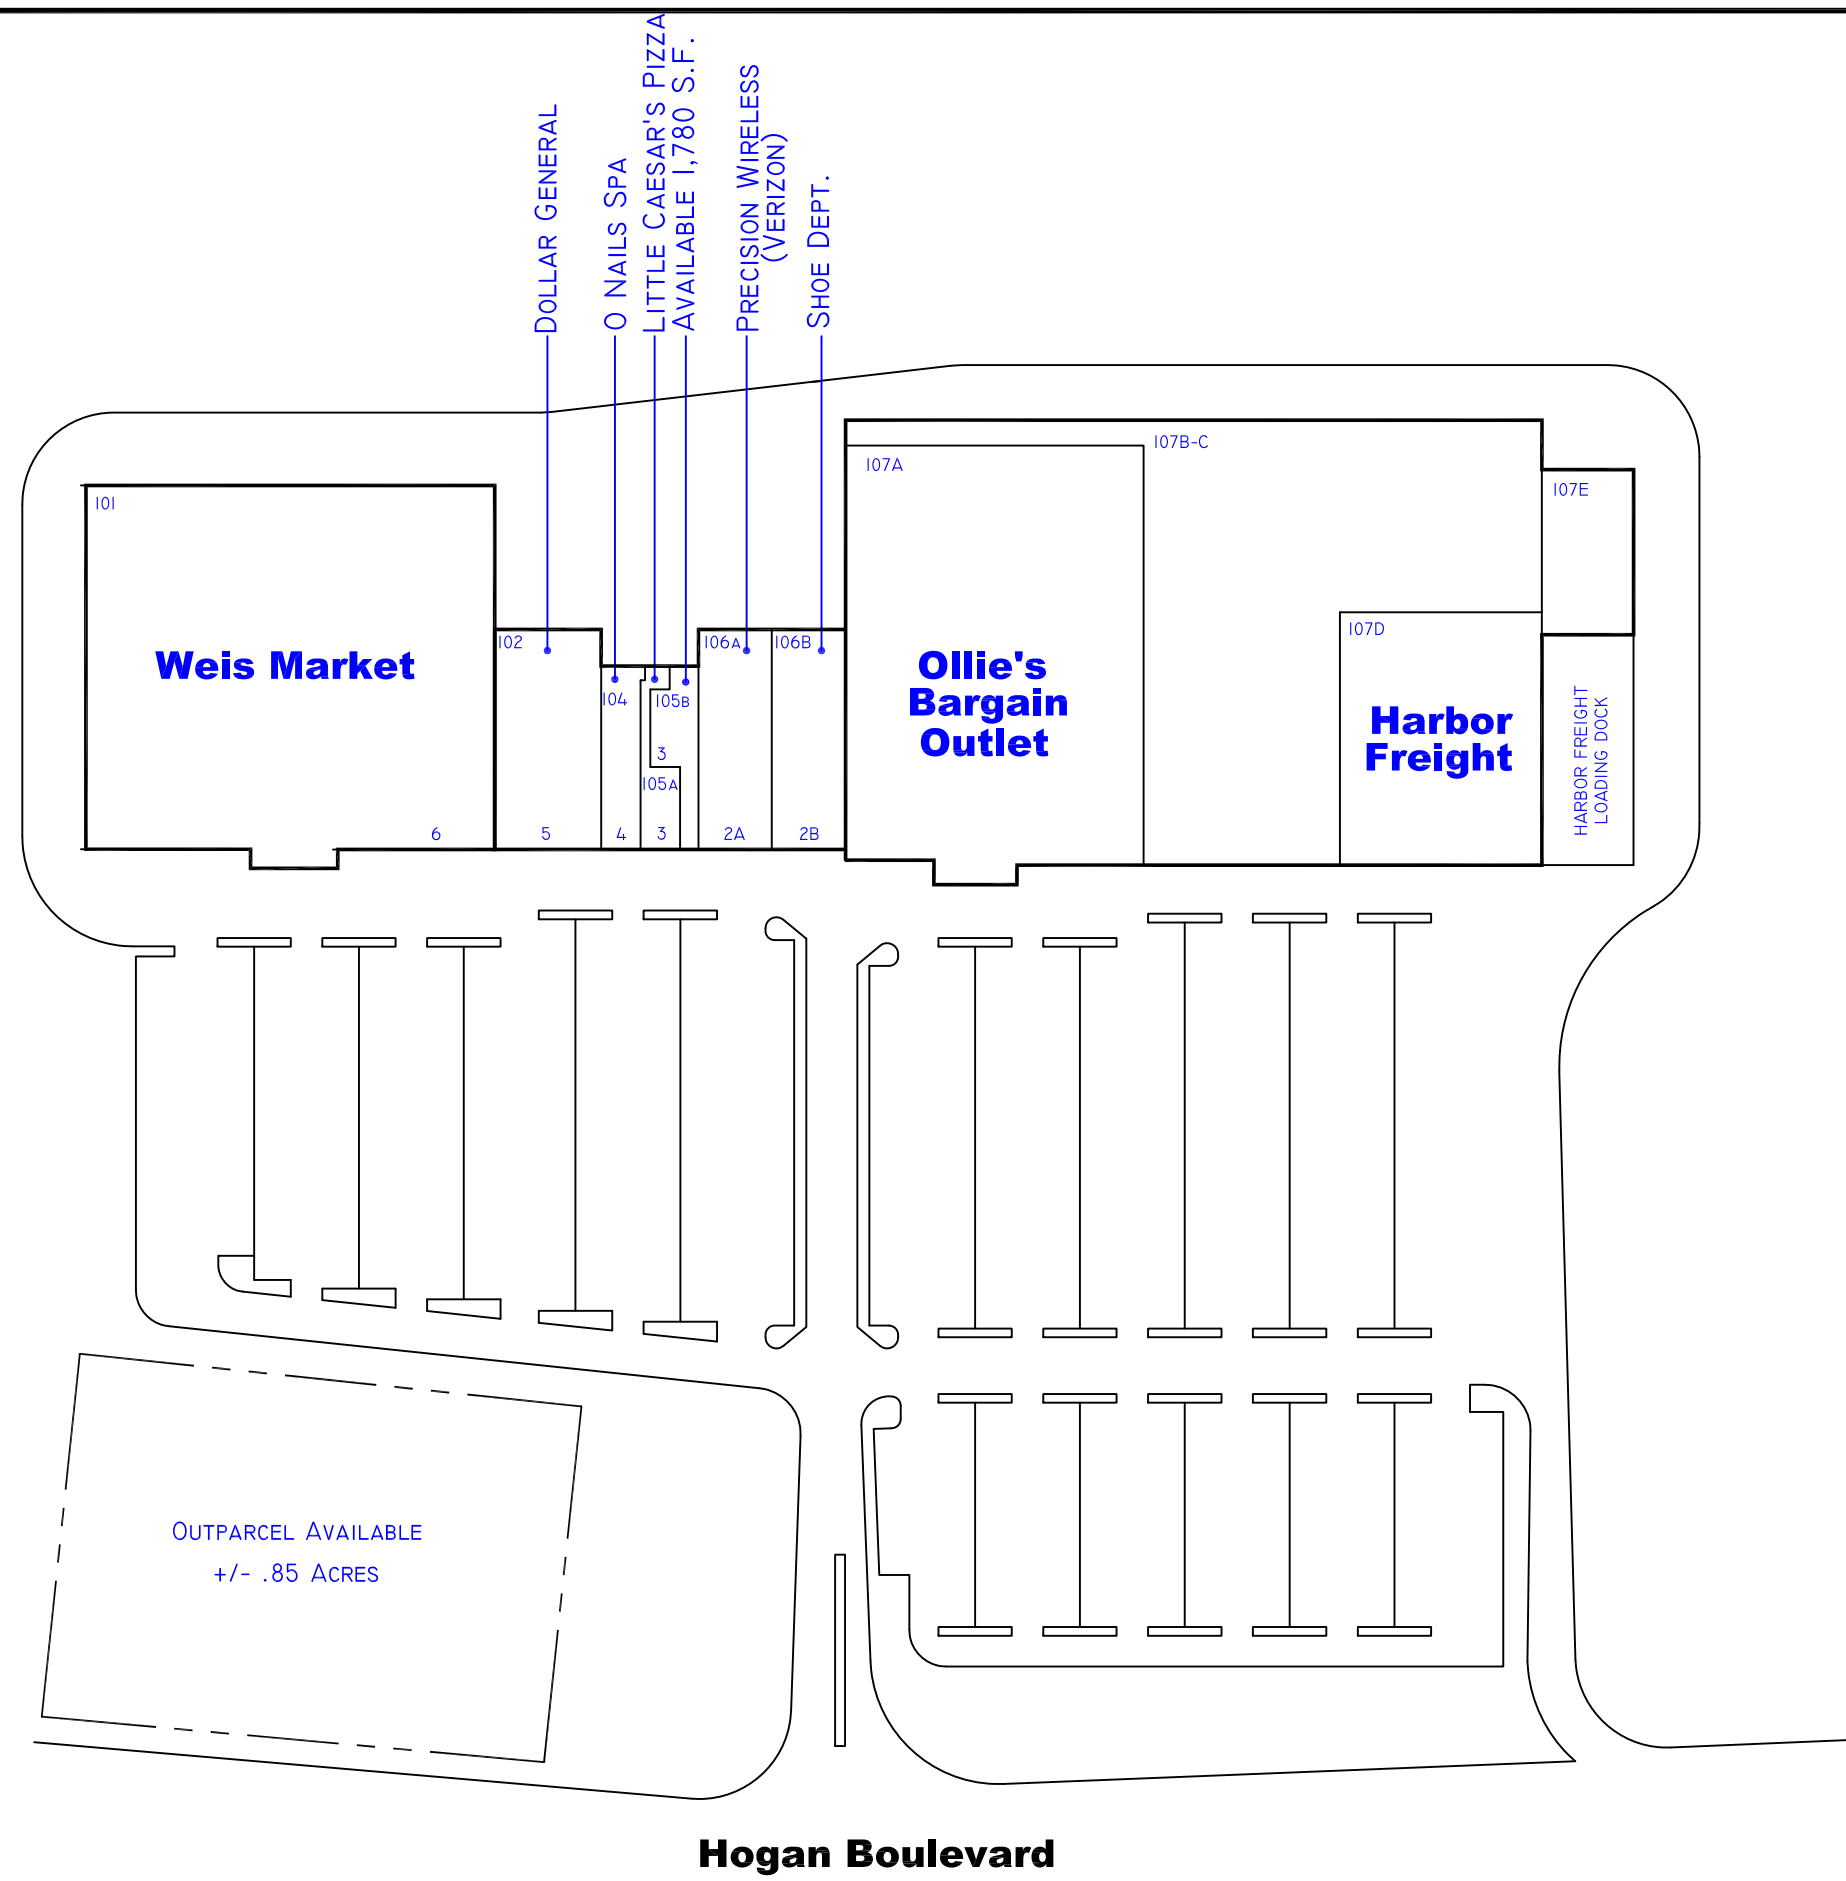 DOLLAR GENERAL
O NAILS SPA
LITTLE CAESAR'S PIZZA
AVAILABLE 1,780 S.F.
PRECISION WIRELESS
(VERIZON)
SHOE DEPT.
101
Weis Market
6
102
5
104
4
105B
3
105A
3
106A
2A
106B
2B
107A
Ollie's
Bargain
Outlet
107B-C
107D
Harbor
Freight
107E
HARBOR FREIGHT
LOADING DOCK
OUTPARCEL AVAILABLE
+/- .85 ACRES
Hogan Boulevard